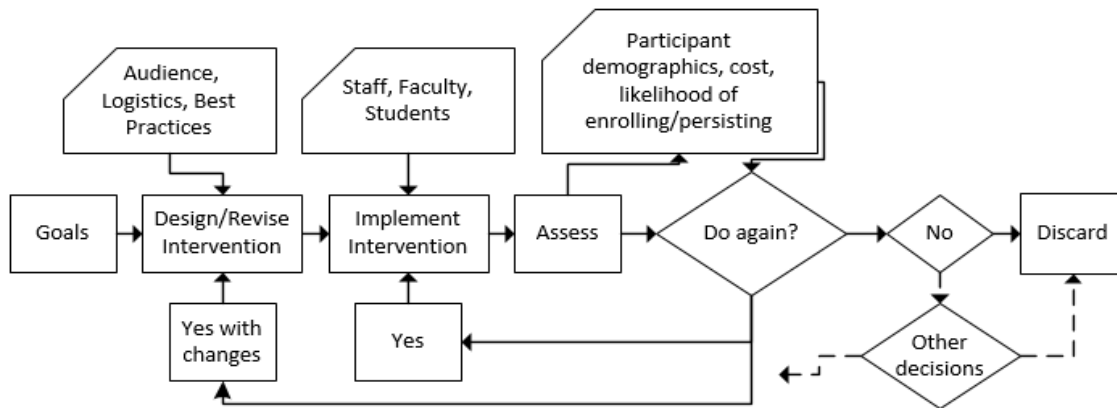 Audience,
Logistics, Best
Practices
Staff, Faculty,
Students
Participant
demographics, cost,
likelihood of
enrolling/persisting
Goals
Design/Revise
Intervention
Implement
Intervention
Assess
Do again?
No
Discard
Yes with
changes
Yes
Other
decisions